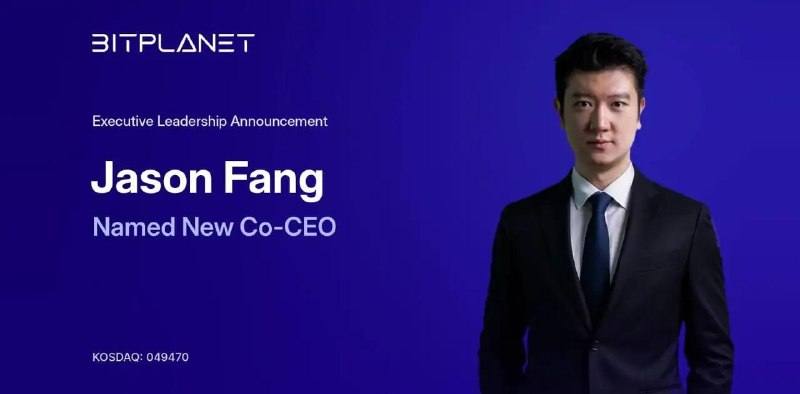 BITPLANET
Executive Leadership Announcement
Jason Fang
Named New Co-CEO
KOSDAQ: 049470